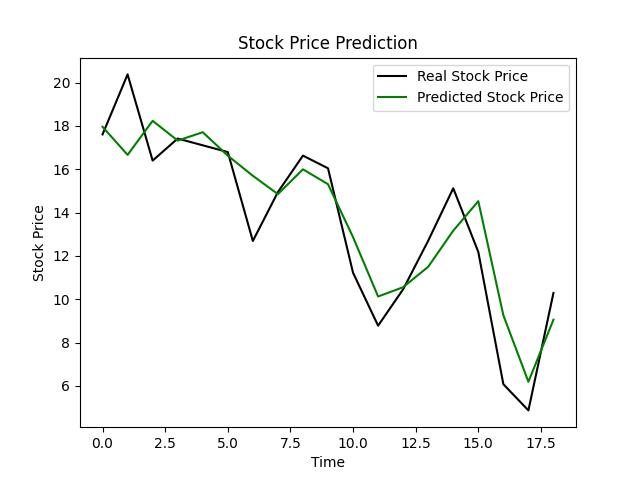 Stock Price Prediction
Real Stock Price
Predicted Stock Price
Stock Price
20
18
16
14
12
10
8
6
0.0 2.5 5.0 7.5 10.0 12.5 15.0 17.5
Time